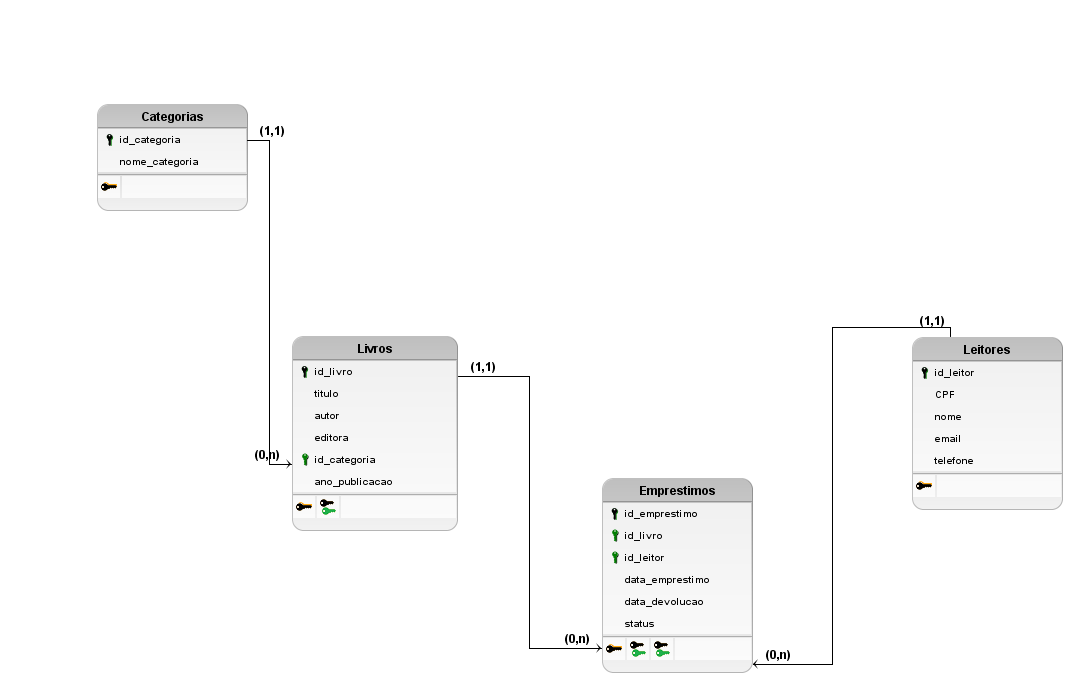 Categorias
id_categoria
nome_categoria
(1,1)
(0,n)
Livros
id_livro
titulo
autor
editora
id_categoria
ano_publicacao
(1,1)
(0,n)
Emprestimos
id_emprestimo
id_livro
id_leitor
data_emprestimo
data_devolucao
status
(1,1)
(0,n)
Leitores
id_leitor
CPF
nome
email
telefone